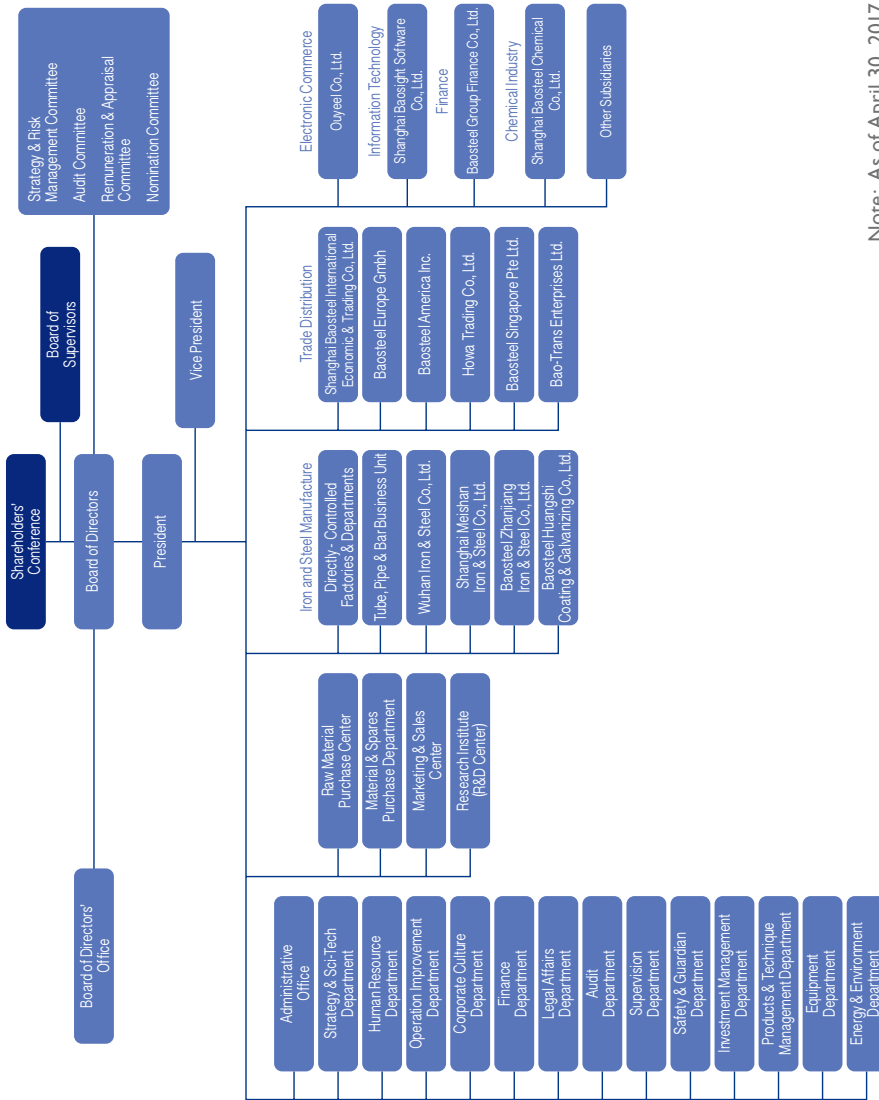 Shareholders'
Conference
Board of
Supervisors
Board of Directors'
Office
Board of Directors
Strategy & Risk
Management Committee
Audit Committee
Remuneration & Appraisal
Committee
Nomination Committee
President
Vice President
Administrative
Office
Strategy & Sci-Tech
Department
Human Resource
Department
Operation Improvement
Department
Corporate Culture
Department
Finance
Department
Legal Affairs
Department
Audit
Department
Supervision
Department
Safety & Guardian
Department
Investment Management
Department
Products & Technique
Management Department
Equipment
Department
Energy & Environment
Department
Raw Material
Purchase Center
Material & Spares
Purchase Department
Marketing & Sales
Center
Research Institute
(R&D Center)
Iron and Steel Manufacture
Directly - Controlled
Factories & Departments
Tube, Pipe & Bar Business Unit
Wuhan Iron & Steel Co., Ltd.
Shanghai Meishan
Iron & Steel Co., Ltd.
Baosteel Zhanjiang
Iron & Steel Co., Ltd.
Baosteel Huangshi
Coating & Galvanizing Co., Ltd.
Trade Distribution
Shanghai Baosteel International
Economic & Trading Co., Ltd.
Baosteel Europe Gmbh
Baosteel America Inc.
Howa Trading Co., Ltd.
Baosteel Singapore Pte Ltd.
Bao-Trans Enterprises Ltd.
Electronic Commerce
Ouyeel Co., Ltd.
Information Technology
Shanghai Baosight Software
Co., Ltd.
Finance
Baosteel Group Finance Co., Ltd.
Chemical Industry
Shanghai Baosteel Chemical
Co., Ltd.
Other Subsidiaries
Note: As of April 30, 2017